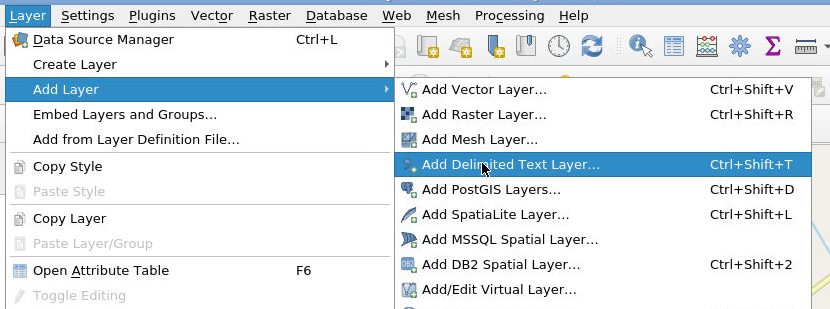 Layer Settings Plugins Vector Raster Database Web Mesh Processing Help
Data Source Manager Ctrl+L
Create Layer
Add Layer
Embed Layers and Groups...
Add from Layer Definition File...
Copy Style
Paste Style
Copy Layer
Paste Layer/Group
Open Attribute Table F6
Toggle Editing
Add Vector Layer... Ctrl+Shift+V
Add Raster Layer... Ctrl+Shift+R
Add Mesh Layer...
Add Delimited Text Layer... Ctrl+Shift+T
Add PostGIS Layers... Ctrl+Shift+D
Add SpatiaLite Layer... Ctrl+Shift+L
Add MSSQL Spatial Layer...
DB2 Add DB2 Spatial Layer... Ctrl+Shift+2
Add/Edit Virtual Layer...